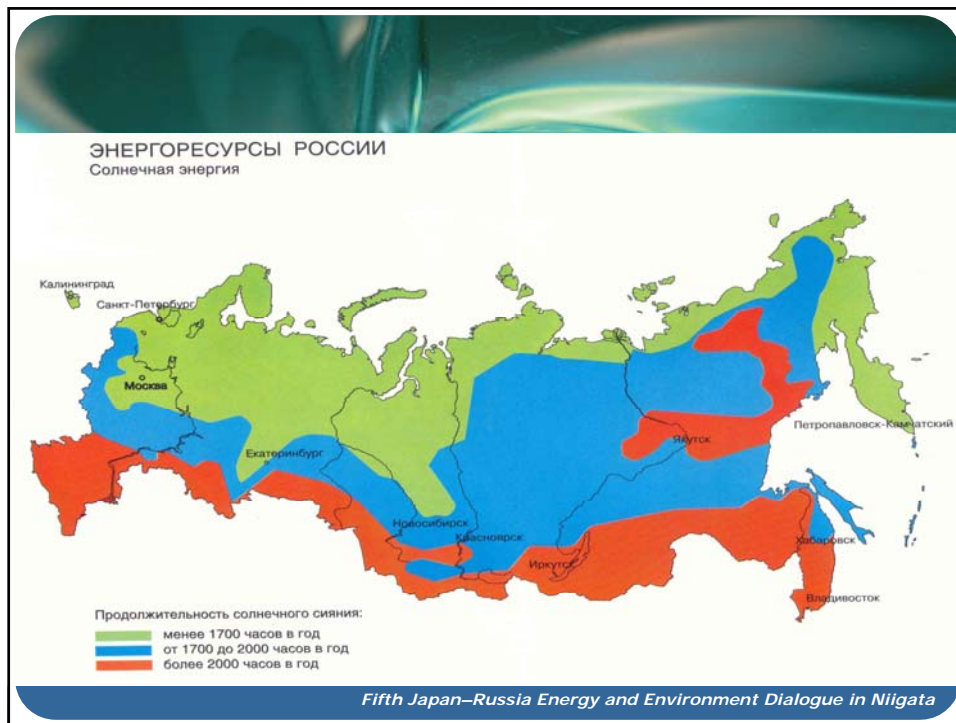 ЭНЕРГОРЕСУРСЫ РОССИИ
Солнечная энергия
Калининград
Санкт-Петербург
Москва
Екатеринбург
Новосибирск
Красноярск
Иркутск
Якутск
Петропавловск-Камчатский
Хабаровск
Владивосток
Продолжительность солнечного сияния:
менее 1700 часов в год
от 1700 до 2000 часов в год
более 2000 часов в год
Fifth Japan–Russia Energy and Environment Dialogue in Niigata